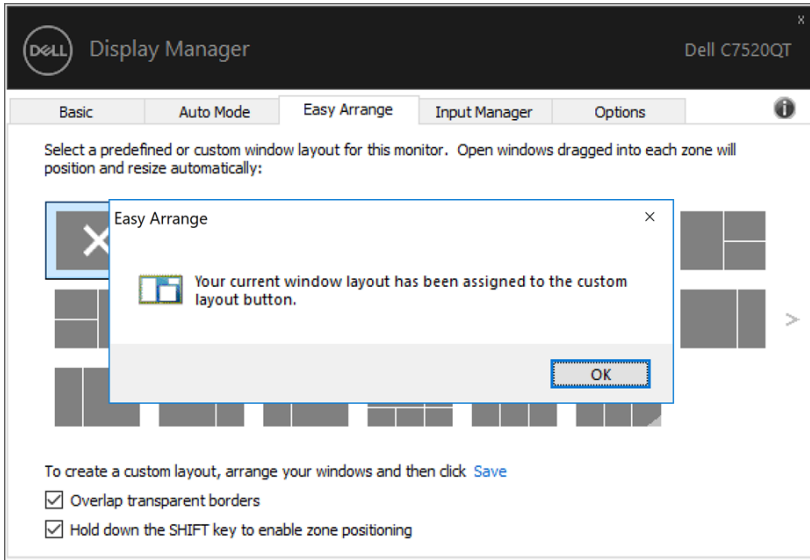 DELL Display Manager
Dell C7520QT
Basic Auto Mode Easy Arrange Input Manager Options
Select a predefined or custom window layout for this monitor. Open windows dragged into each zone will
position and resize automatically:
Easy Arrange
Your current window layout has been assigned to the custom
layout button.
OK
To create a custom layout, arrange your windows and then click Save
Overlap transparent borders
Hold down the SHIFT key to enable zone positioning